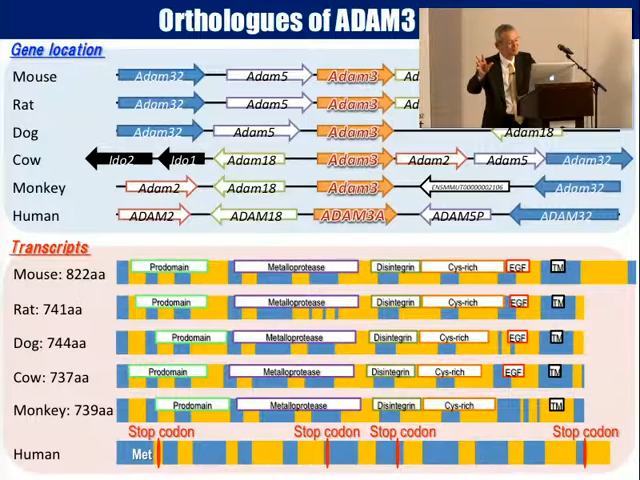 Orthologues of ADAM3
Gene location
Mouse Adam32 Adam5 Adam3 Ad
Rat Adam32 Adam5 Adam3 Ad
Dog Adam32 Adam5 Adam3 Adam18
Cow Ido2 Ido1 Adam18 Adam3 Adam2 Adam5 Adam32
Monkey Adam2 Adam18 Adam3 ENSMMUT00000002106 Adam32
Human ADAM2 ADAM18 ADAM3A ADAM5P ADAM32
Transcripts
Mouse: 822aa Prodomain Metalloprotease Disintegrin Cys-rich EGF TM
Rat: 741aa Prodomain Metalloprotease Disintegrin Cys-rich EGF TM
Dog: 744aa Prodomain Metalloprotease Disintegrin Cys-rich EGF TM
Cow: 737aa Prodomain Metalloprotease Disintegrin Cys-rich EGF TM
Monkey: 739aa Prodomain Metalloprotease Disintegrin Cys-rich TM
Stop codon Stop codon Stop codon Stop codon
Human Met